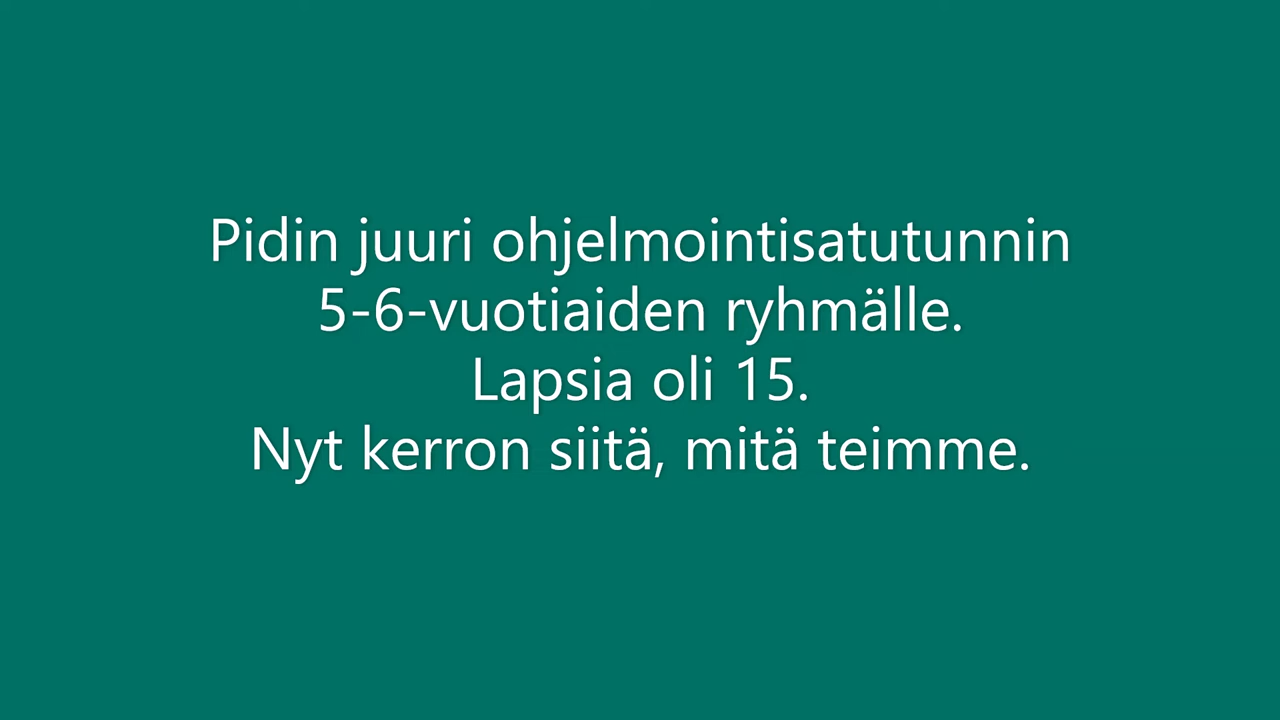 Pidin juuri ohjelmointisatutunnin
5-6-vuotiaiden ryhmälle.
Lapsia oli 15.
Nyt kerron siitä, mitä teimme.